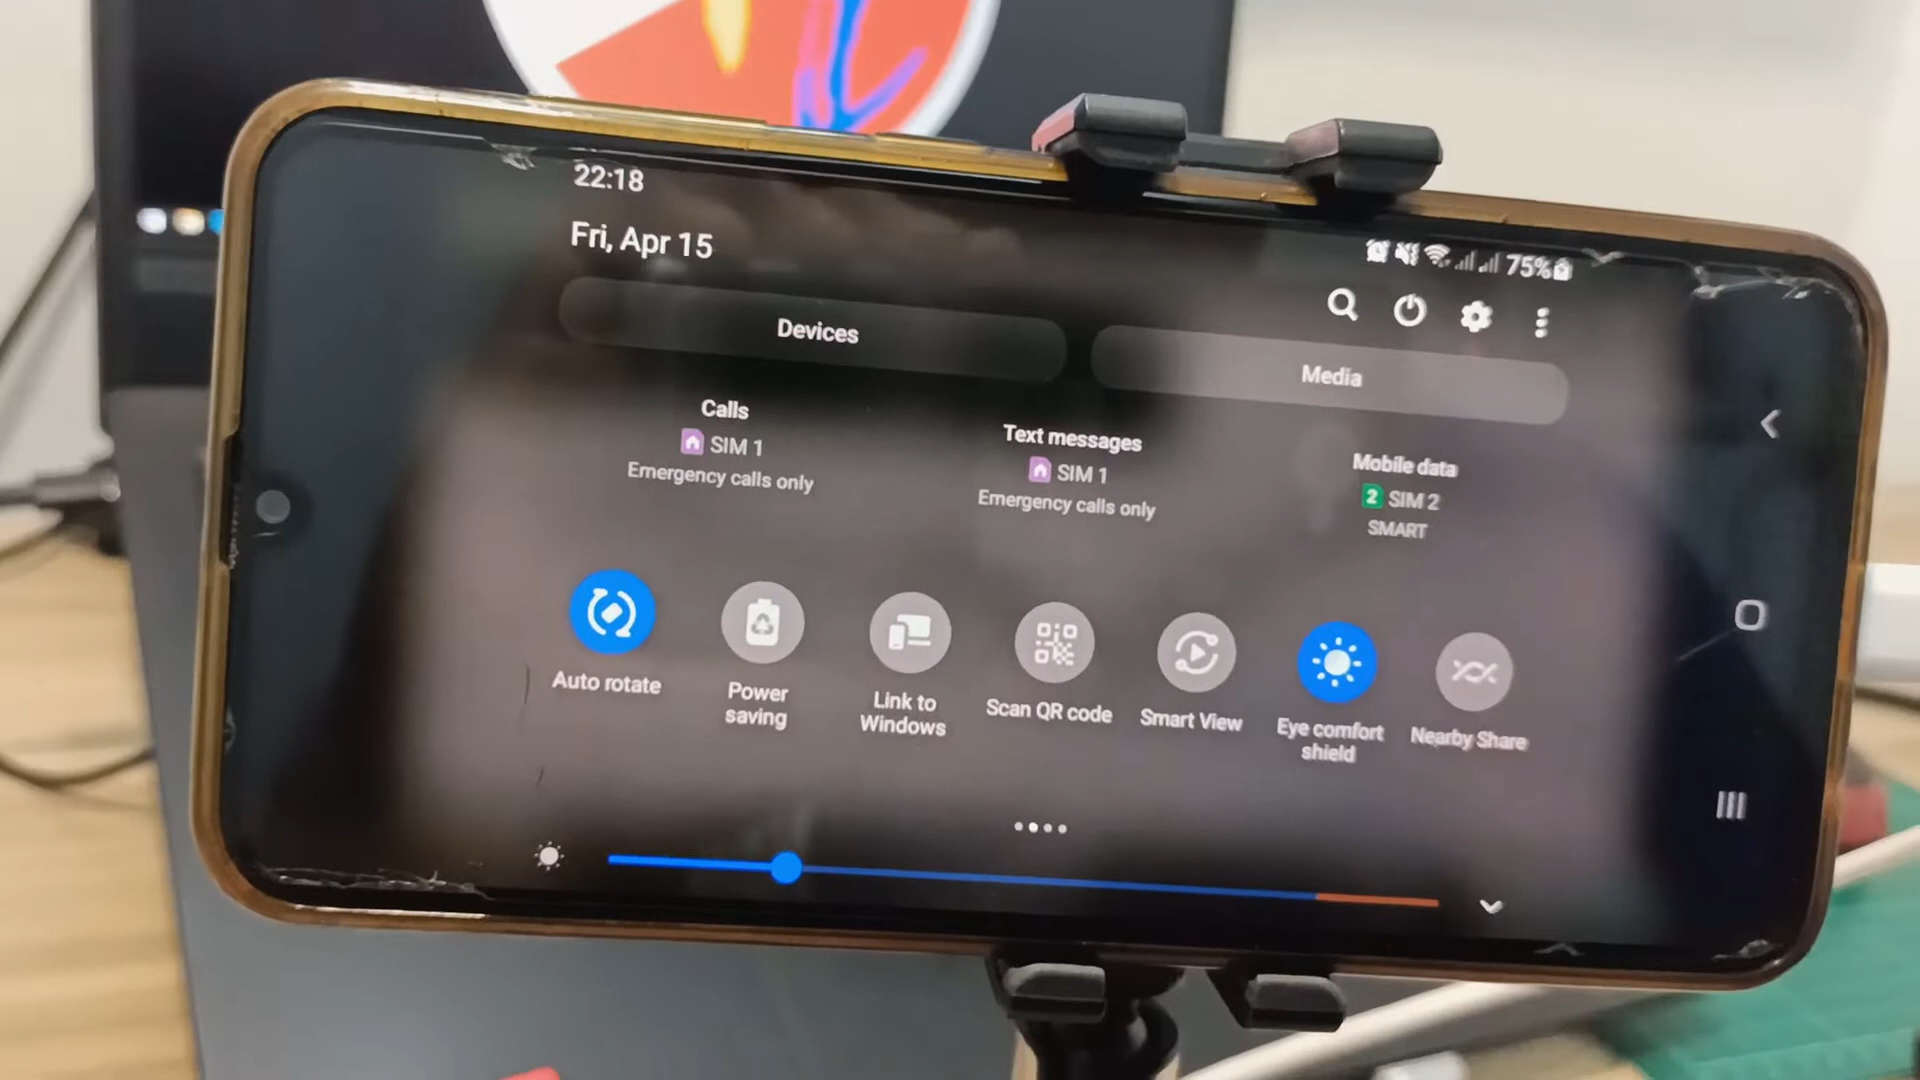 22:18
Fri, Apr 15
75%
Devices
Media
Calls
SIM 1
Emergency calls only
Text messages
SIM 1
Emergency calls only
Mobile data
2 SIM 2
SMART
Auto rotate
Power
saving
Link to
Windows
Scan QR code
Smart View
Eye comfort
shield
Nearby Share